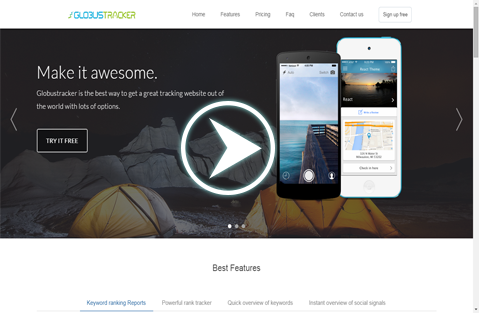 GLOBUSTRACKER
Home Features Pricing Faq Clients Contact us Sign up free
Make it awesome.
Globustracker is the best way to get a great tracking website out
of the world with lots of options.
TRY IT FREE
Best Features
Keyword ranking Reports Powerful rank tracker Quick overview of keywords Instant overview of social signals